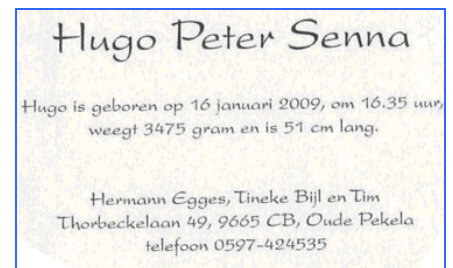 Hugo Peter Senna
Hugo is geboren op 16 januari 2009, om 16.35 uur,
weegt 3475 gram en is 51 cm lang.
Hermann Egges, Tineke Bijl en Tim
Thorbeckelaan 49, 9665 CB, Oude Pekela
telefoon 0597-424535